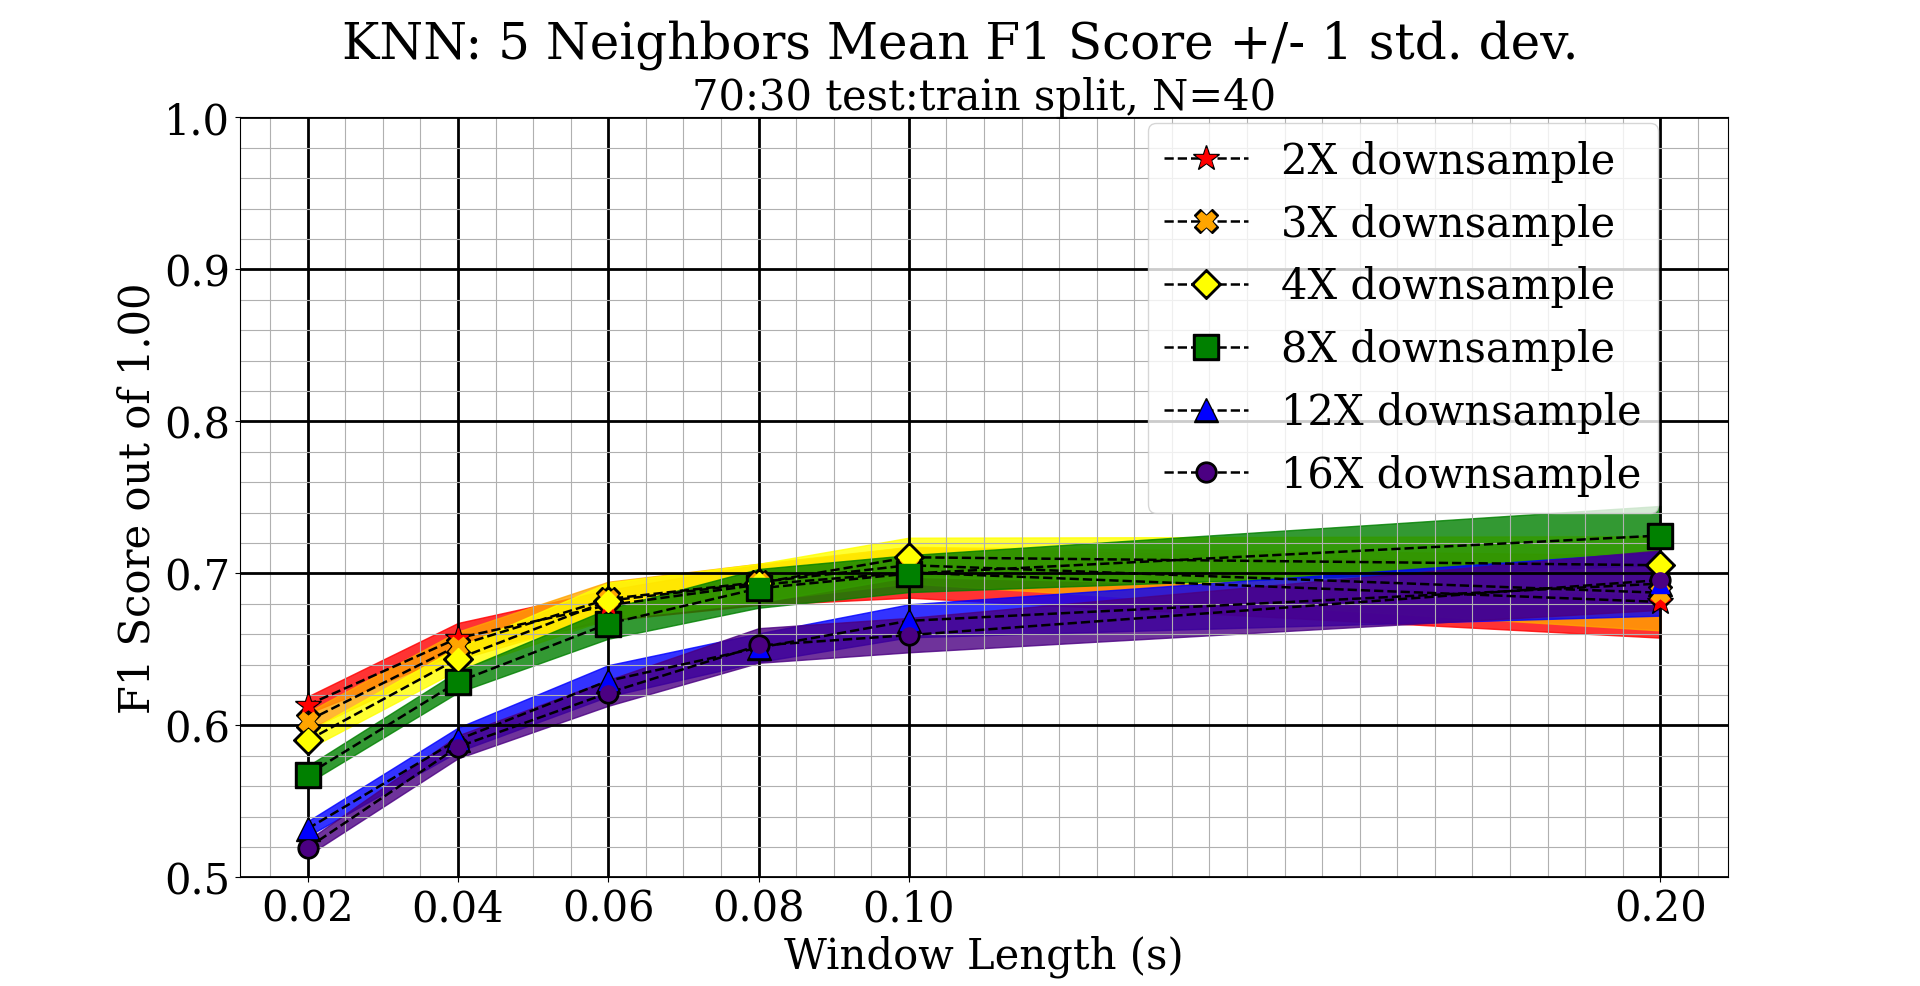 KNN: 5 Neighbors Mean F1 Score +/- 1 std. dev.
70:30 test:train split, N=40
F1 Score out of 1.00
1.0
0.9
0.8
0.7
0.6
0.5
2X downsample
3X downsample
4X downsample
8X downsample
12X downsample
16X downsample
0.02 0.04 0.06 0.08 0.10 0.20
Window Length (s)